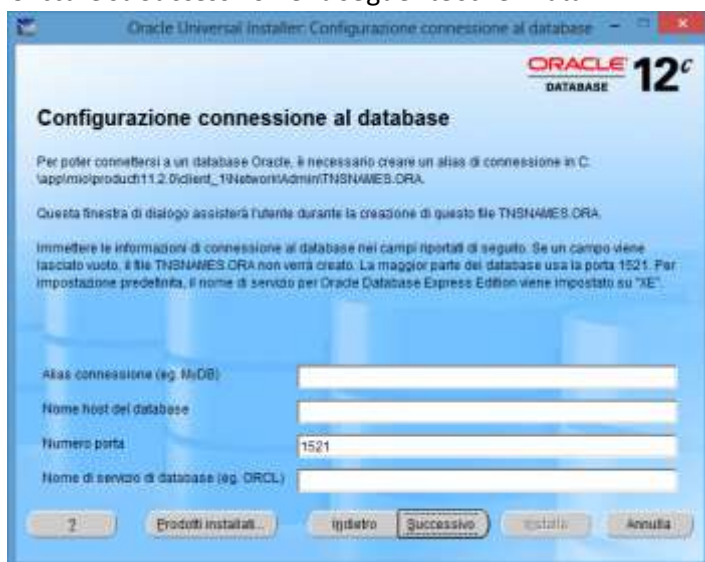 Oracle Universal Installer: Configurazione connessione al database
ORACLE
DATABASE
12c
Configurazione connessione al database
Per poter connettersi a un database Oracle, è necessario creare un alias di connessione in C:
\app\mio\product\11.2.0\client_1\Network\Admin\TNSNAMES.ORA.
Questa finestra di dialogo assisterà l'utente durante la creazione di questo file TNSNAMES.ORA.
Immettere le informazioni di connessione al database nei campi riportati di seguito. Se un campo viene
lasciato vuoto, il file TNSNAMES.ORA non verrà creato. La maggior parte dei database usa la porta 1521. Per
impostazione predefinita, il nome di servizio per Oracle Database Express Edition viene impostato su "XE".
Alias connessione (eg. MyDB)
Nome host del database
Numero porta
1521
Nome di servizio di database (eg. ORCL)
?
Prodotti installati...
Indietro
Successivo
Installa
Annulla